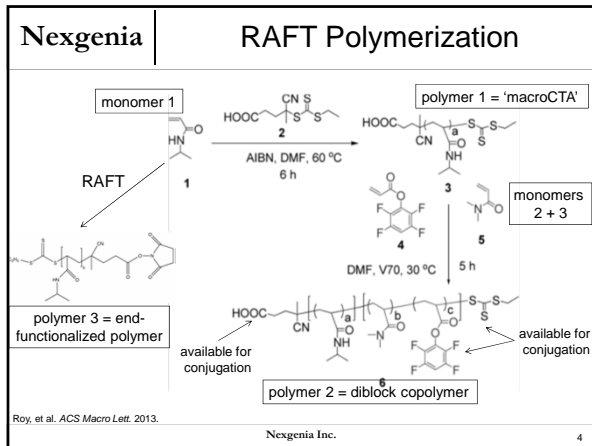 Nexgenia
RAFT Polymerization
monomer 1
HOOC
CN
S
S
S
2
polymer 1 = 'macroCTA'
O
NH
1
AIBN, DMF, 60 °C
6 h
HOOC
CN
a
S
S
S
O
NH
3
RAFT
O
O
F
F
F
F
4
O
N
5
monomers
2 + 3
DMF, V70, 30 °C
5 h
S
S
S
CN
O
NH
O
O
N
O
O
polymer 3 = end-
functionalized polymer
HOOC
CN
a
b
c
S
S
S
O
NH
N
O
O
O
F
F
F
F
6
available for
conjugation
available for
conjugation
polymer 2 = diblock copolymer
Roy, et al. ACS Macro Lett. 2013.
Nexgenia Inc.
4